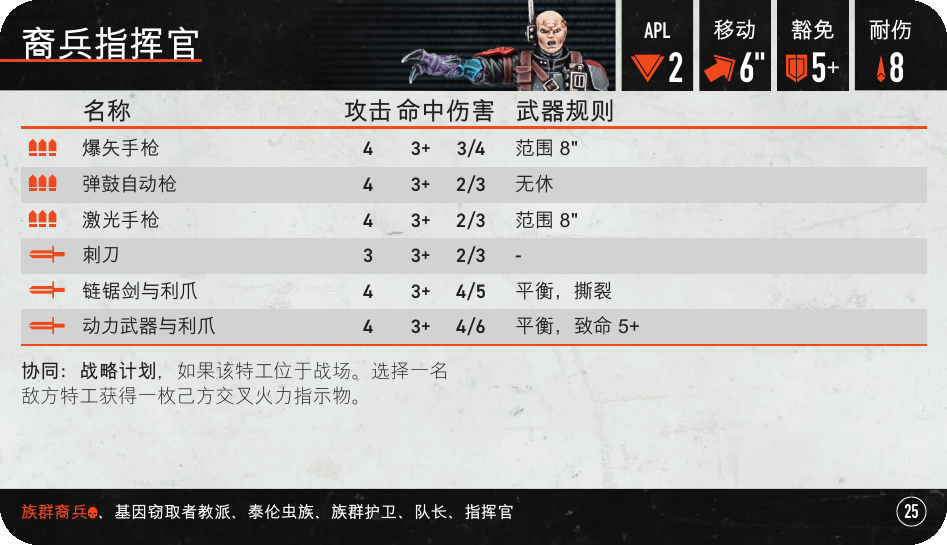 裔兵指挥官
APL 移动 豁免 耐伤
2 6" 5+ 8
名称 攻击 命中 伤害 武器规则
爆矢手枪 4 3+ 3/4 范围 8"
弹鼓自动枪 4 3+ 2/3 无休
激光手枪 4 3+ 2/3 范围 8"
刺刀 3 3+ 2/3 -
链锯剑与利爪 4 3+ 4/5 平衡，撕裂
动力武器与利爪 4 3+ 4/6 平衡，致命 5+
协同：战略计划，如果该特工位于战场。选择一名
敌方特工获得一枚己方交叉火力指示物。
族群裔兵、基因窃取者教派、泰伦虫族、族群护卫、队长、指挥官
25